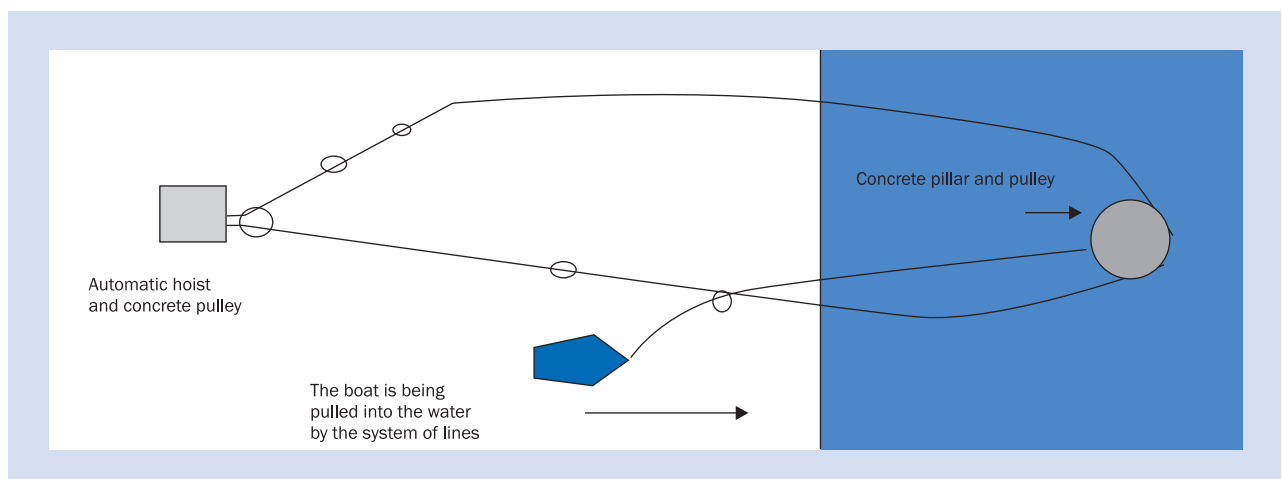 Concrete pillar and pulley
Automatic hoist
and concrete pulley
The boat is being
pulled into the water
by the system of lines